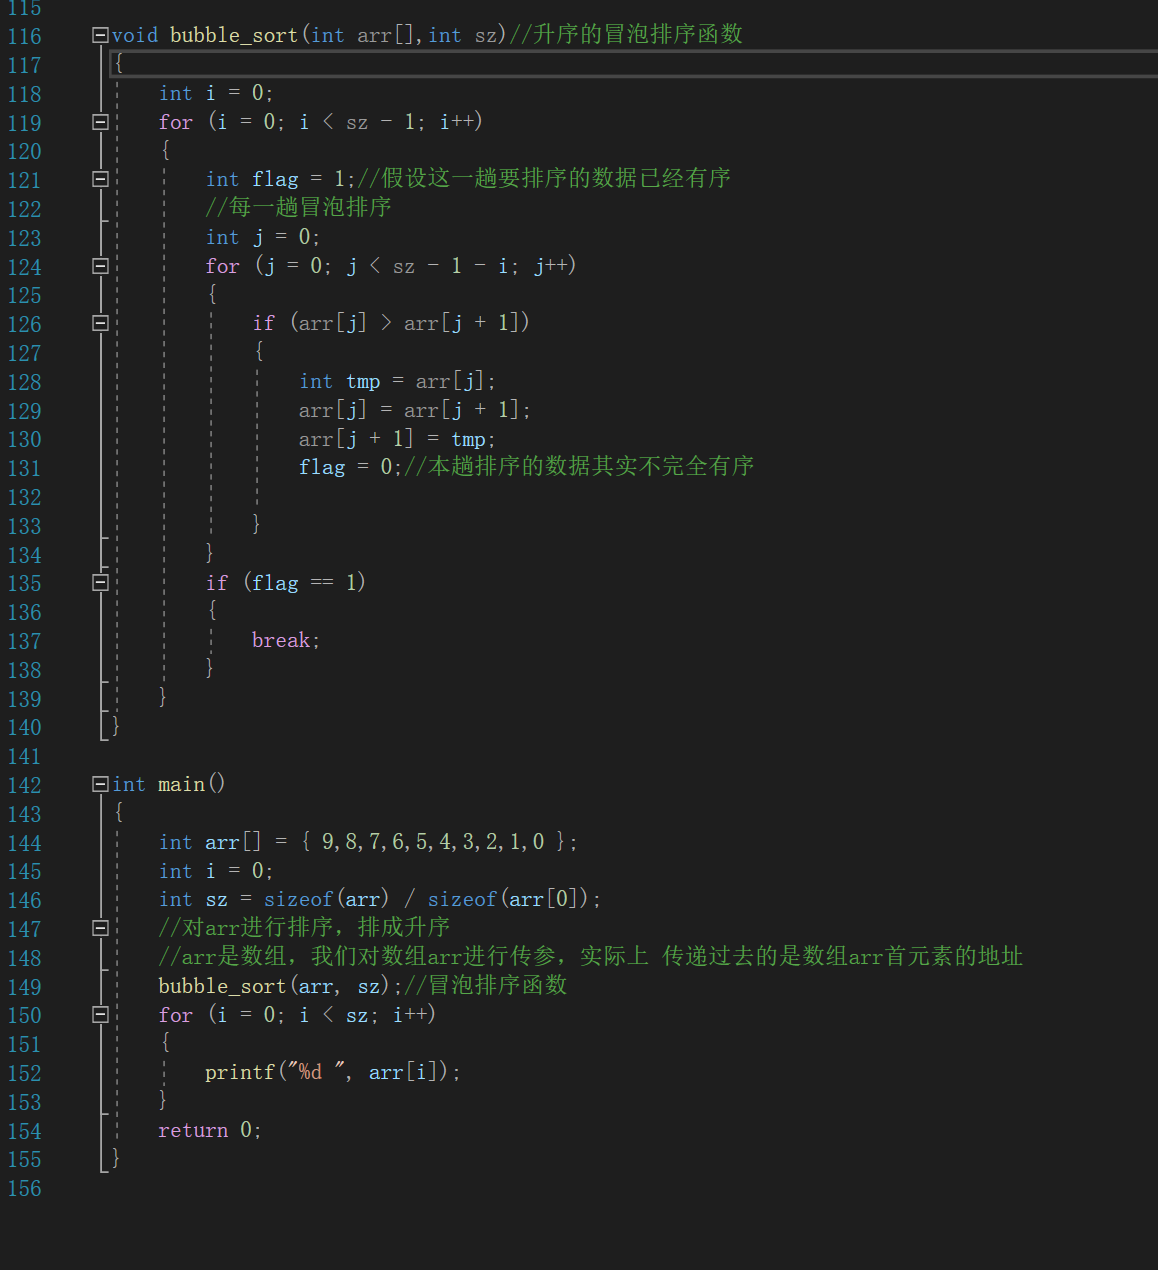 115
116 void bubble_sort(int arr[],int sz)//升序的冒泡排序函数
117 {
118 int i = 0;
119 for (i = 0; i < sz - 1; i++)
120 {
121 int flag = 1;//假设这一趟要排序的数据已经有序
122 //每一趟冒泡排序
123 int j = 0;
124 for (j = 0; j < sz - 1 - i; j++)
125 {
126 if (arr[j] > arr[j + 1])
127 {
128 int tmp = arr[j];
129 arr[j] = arr[j + 1];
130 arr[j + 1] = tmp;
131 flag = 0;//本趟排序的数据其实不完全有序
132
133 }
134 }
135 if (flag == 1)
136 {
137 break;
138 }
139 }
140 }
141
142 int main()
143 {
144 int arr[] = { 9,8,7,6,5,4,3,2,1,0 };
145 int i = 0;
146 int sz = sizeof(arr) / sizeof(arr[0]);
147 //对arr进行排序，排成升序
148 //arr是数组，我们对数组arr进行传参，实际上 传递过去的是数组arr首元素的地址
149 bubble_sort(arr, sz);//冒泡排序函数
150 for (i = 0; i < sz; i++)
151 {
152 printf("%d ", arr[i]);
153 }
154 return 0;
155 }
156